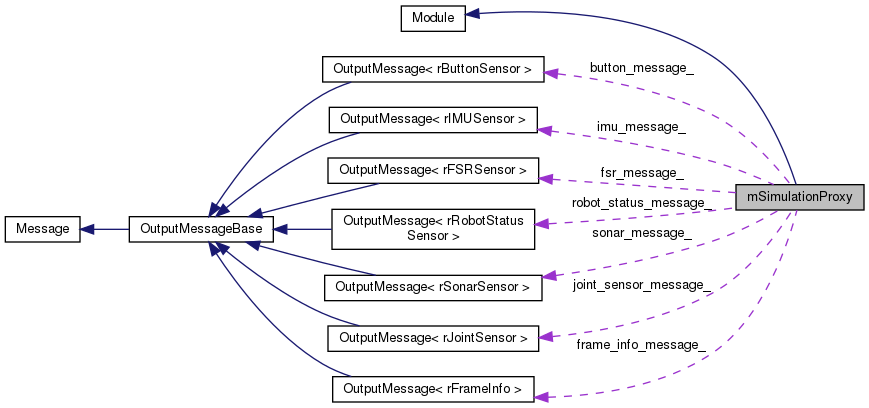 Module
OutputMessage< rButtonSensor >
button_message_
OutputMessage< rIMUSensor >
imu_message_
OutputMessage< rFSRSensor >
fsr_message_
mSimulationProxy
robot_status_message_
OutputMessage< rRobotStatus
Sensor >
Message
OutputMessageBase
sonar_message_
OutputMessage< rSonarSensor >
joint_sensor_message_
OutputMessage< rJointSensor >
frame_info_message_
OutputMessage< rFrameInfo >